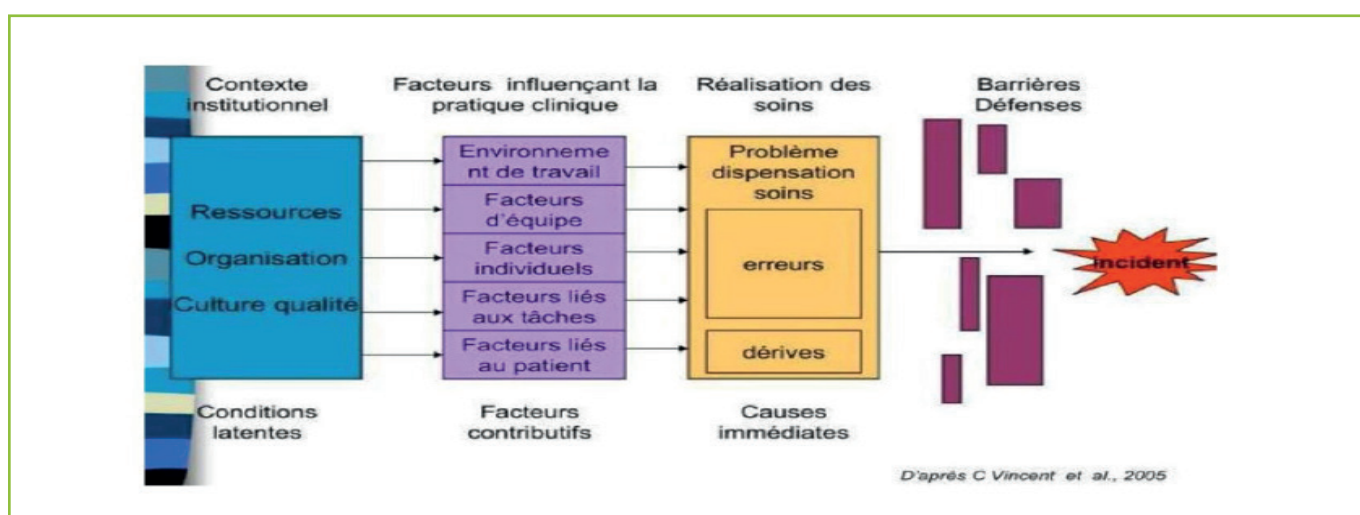 Contexte
institutionnel
Facteurs influençant la
pratique clinique
Réalisation des
soins
Barrières
Défenses
Ressources
Organisation
Culture qualité
Environneme
nt de travail
Facteurs
d'équipe
Facteurs
individuels
Facteurs liés
aux tâches
Facteurs liés
au patient
Problème
dispensation
soins
erreurs
dérives
Incident
Conditions
latentes
Facteurs
contributifs
Causes
immédiates
D'après C Vincent et al., 2005